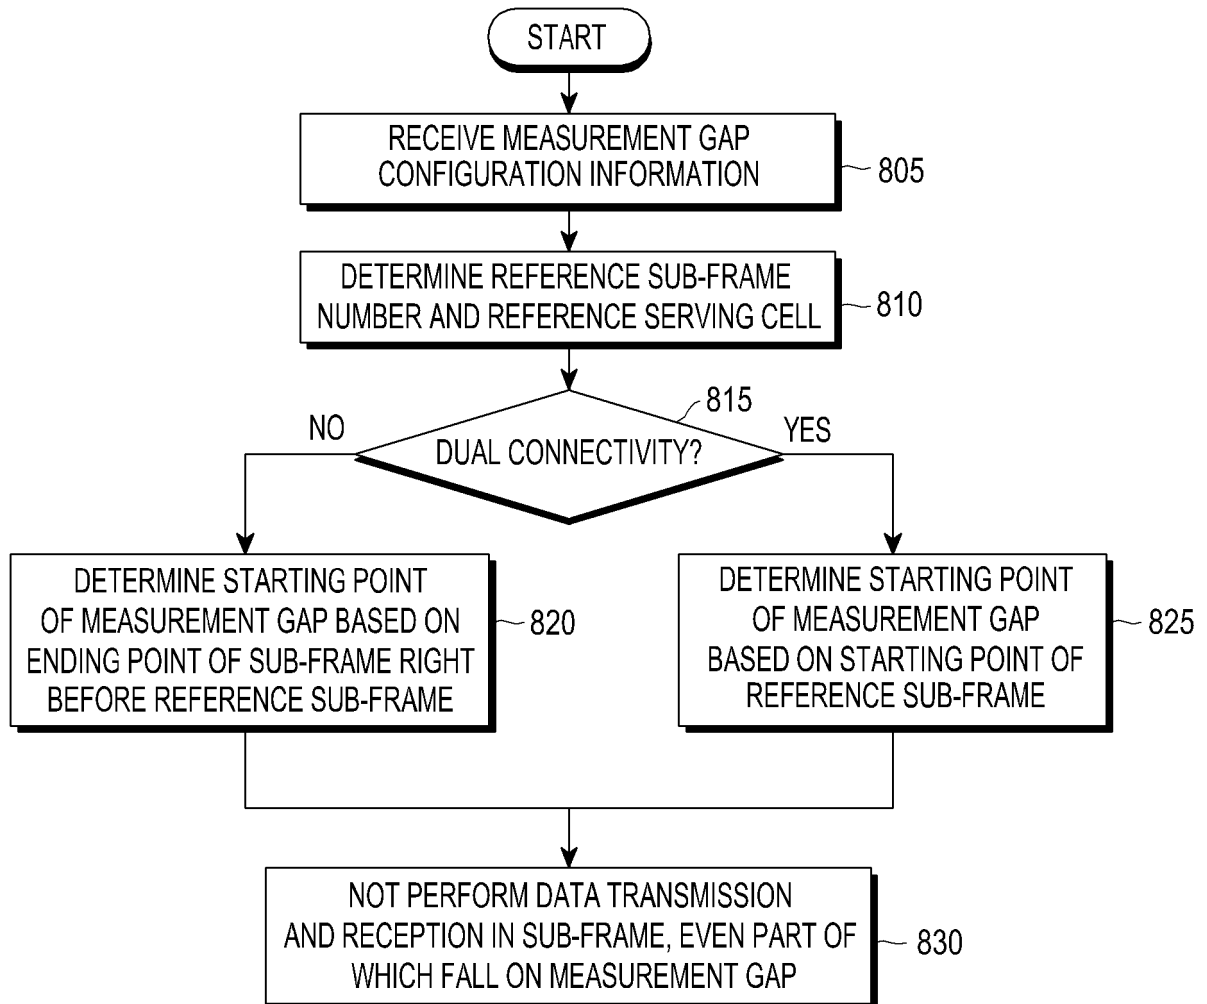 START
RECEIVE MEASUREMENT GAP
CONFIGURATION INFORMATION
805
DETERMINE REFERENCE SUB-FRAME
NUMBER AND REFERENCE SERVING CELL
810
815
NO
DUAL CONNECTIVITY?
YES
DETERMINE STARTING POINT
OF MEASUREMENT GAP BASED ON
ENDING POINT OF SUB-FRAME RIGHT
BEFORE REFERENCE SUB-FRAME
820
DETERMINE STARTING POINT
OF MEASUREMENT GAP
BASED ON STARTING POINT OF
REFERENCE SUB-FRAME
825
NOT PERFORM DATA TRANSMISSION
AND RECEPTION IN SUB-FRAME, EVEN PART OF
WHICH FALL ON MEASUREMENT GAP
830